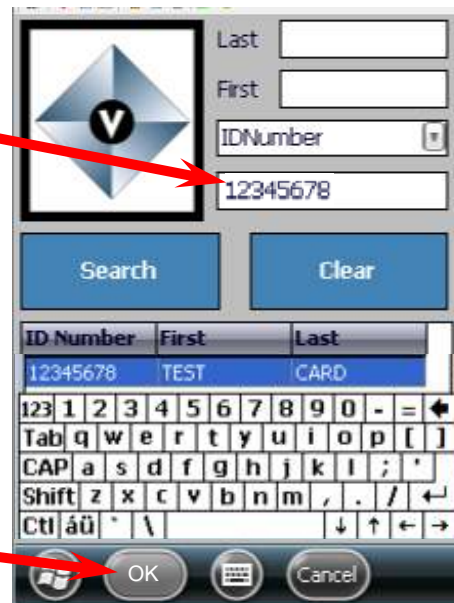 Last
First
V
IDNumber
12345678
Search Clear
ID Number First Last
12345678 TEST CARD
123 1 2 3 4 5 6 7 8 9 0 - =
Tab q w e r t y u i o p [ ]
CAP a s d f g h j k l ; '
Shift z x c v b n m , . /
Ctl áü ` \
OK Cancel